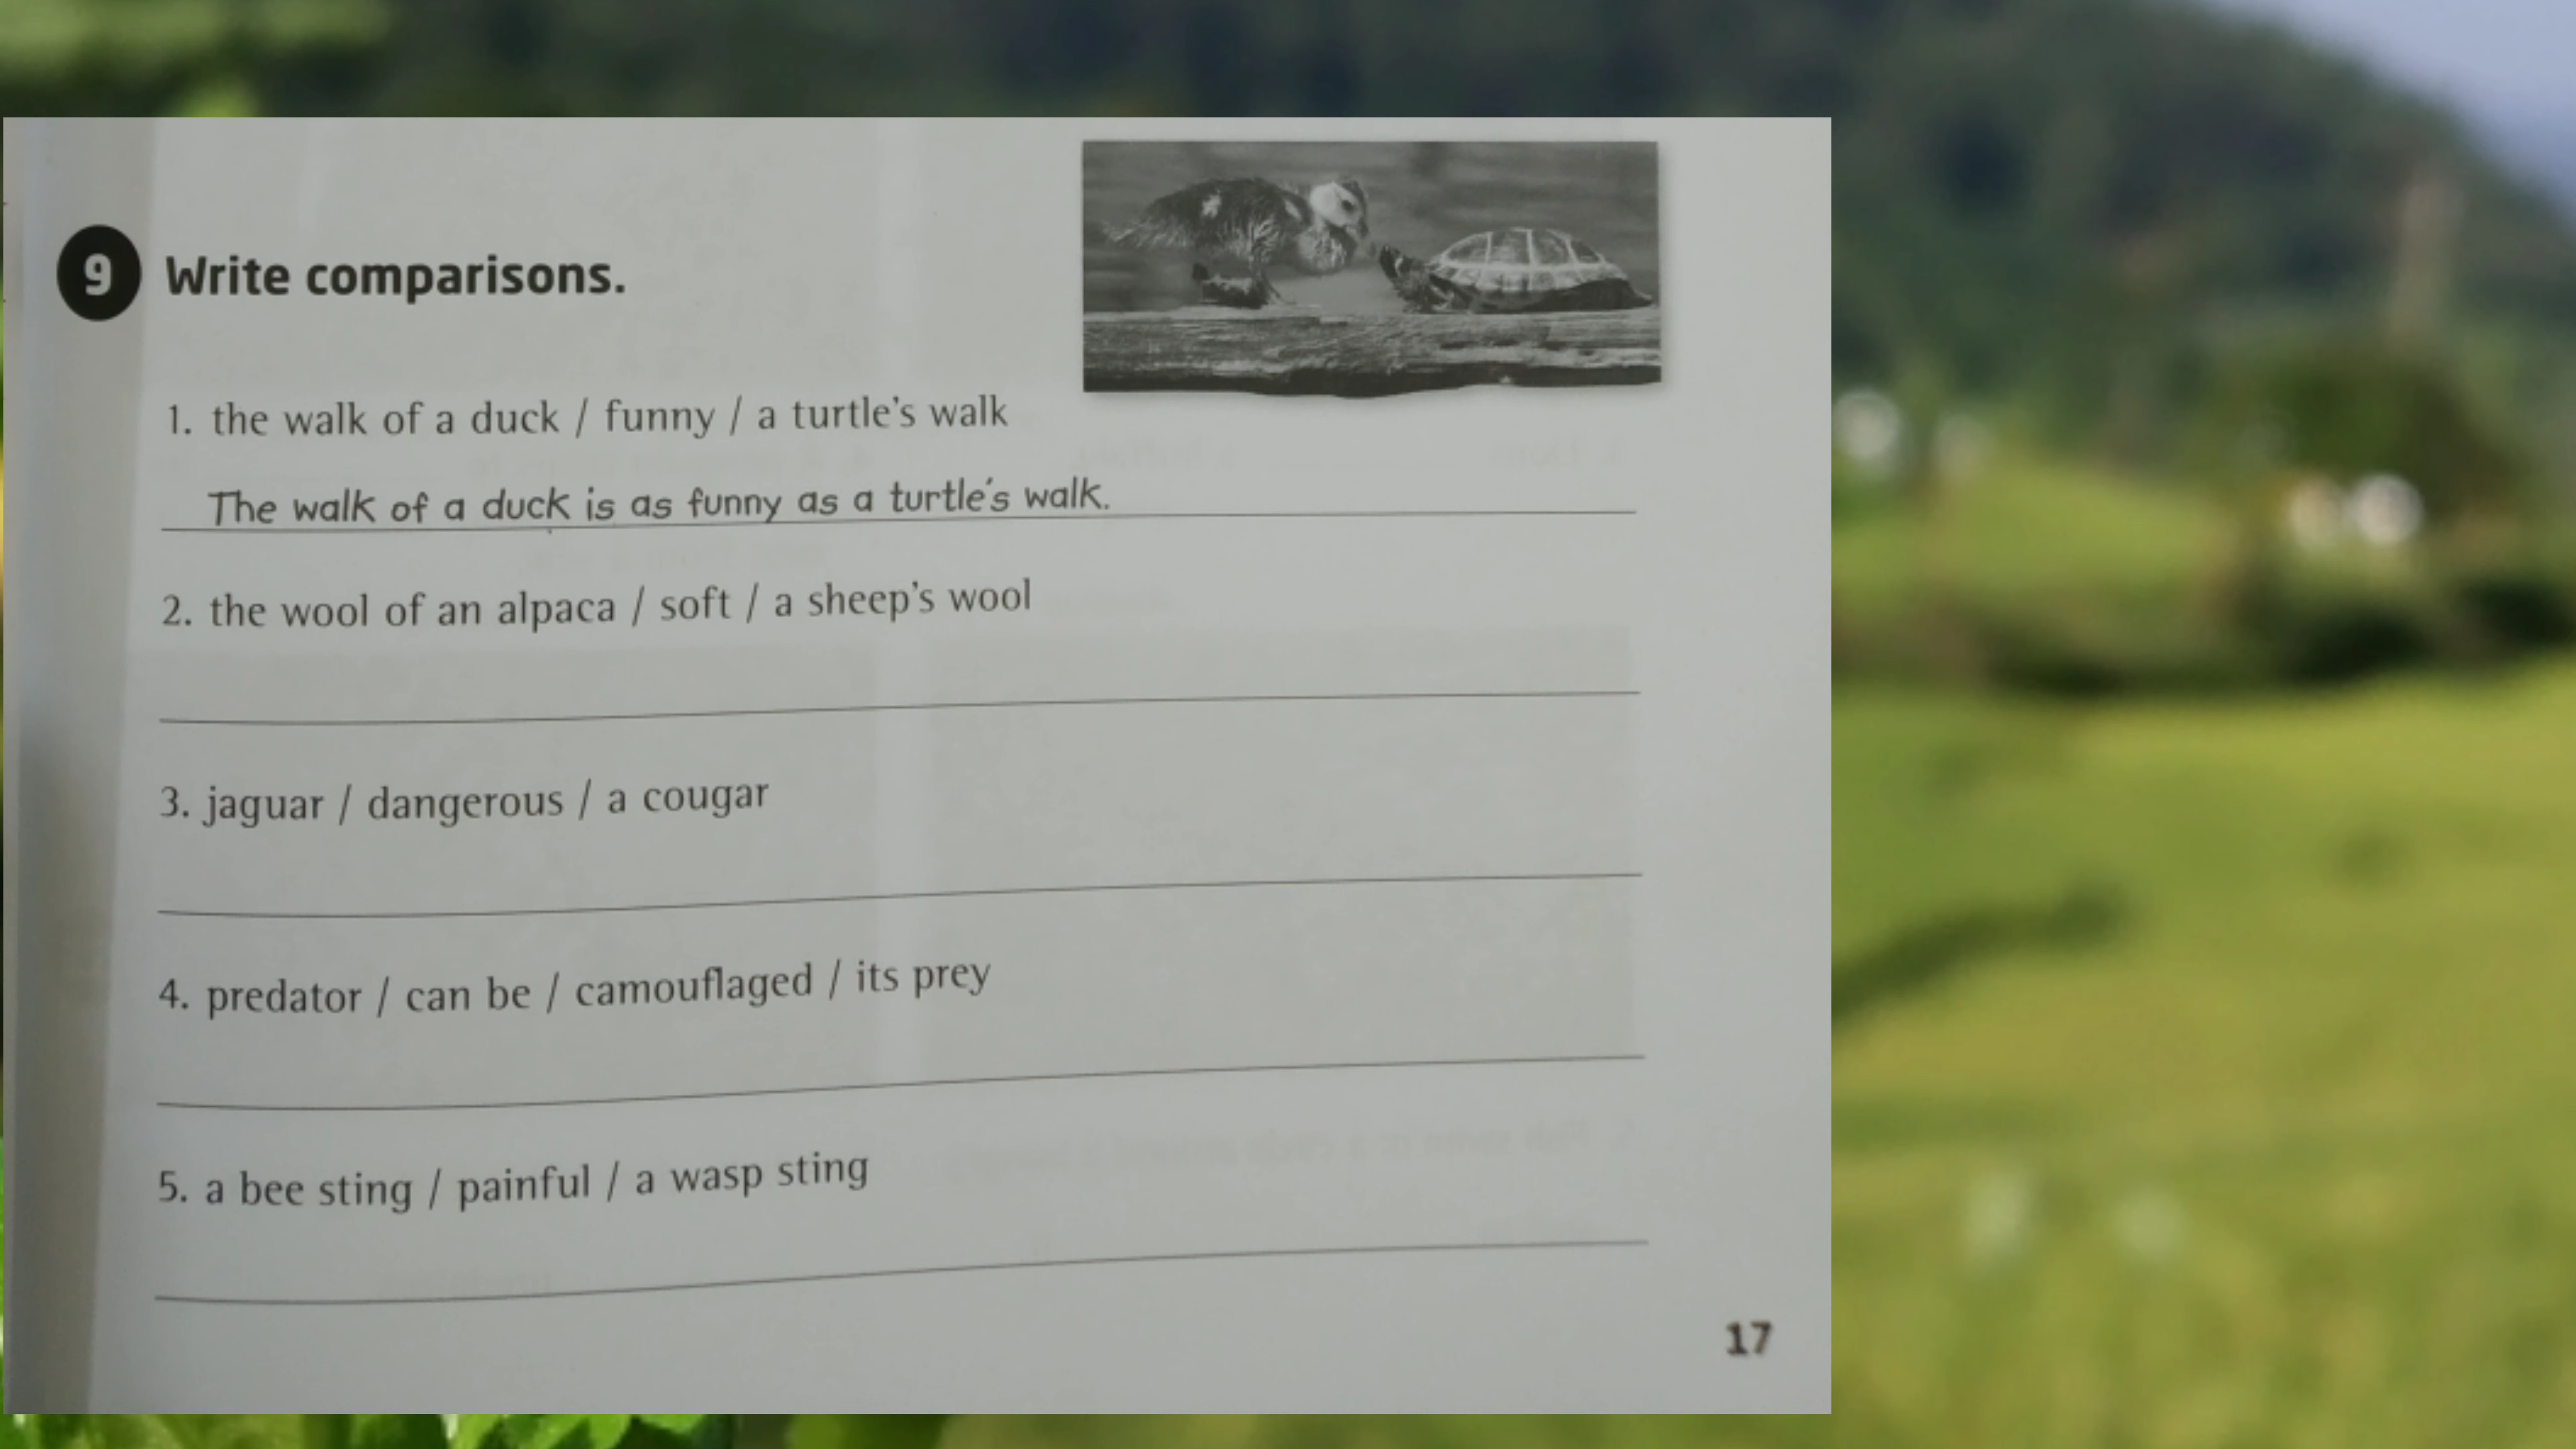 9 Write comparisons.
1. the walk of a duck / funny / a turtle's walk
The walk of a duck is as funny as a turtle's walk.
2. the wool of an alpaca / soft / a sheep's wool
3. jaguar / dangerous / a cougar
4. predator / can be / camouflaged / its prey
5. a bee sting / painful / a wasp sting
17